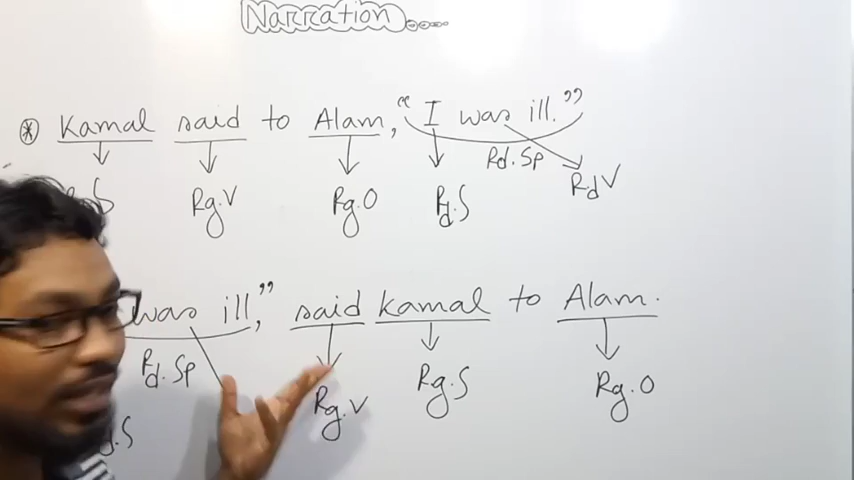 Narration
* Kamal said to Alam, "I was ill."
Rd. Sp
S Rg.V Rg.O Rd.S RdV
was ill," said Kamal to Alam.
Rd. Sp
Rg.V Rg.S Rg.O
.S